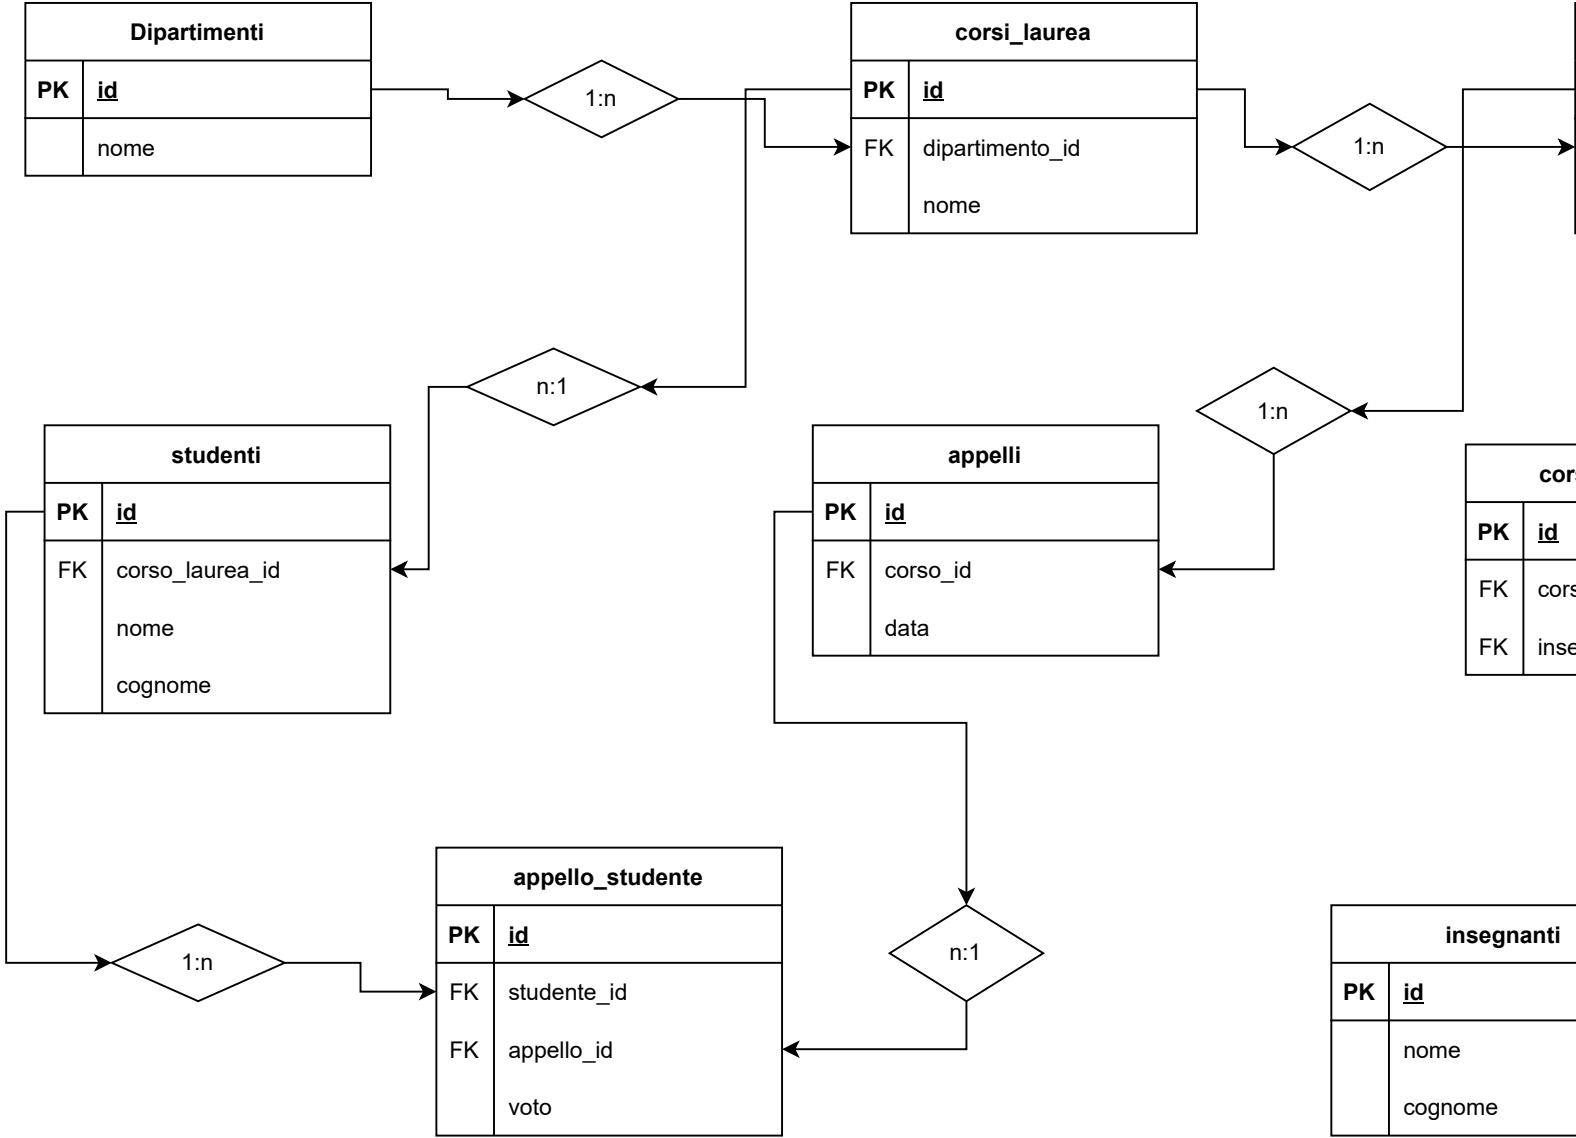 Dipartimenti
PK id
nome
1:n
corsi_laurea
PK id
FK dipartimento_id
nome
1:n
n:1
1:n
studenti
PK id
FK corso_laurea_id
nome
cognome
appelli
PK id
FK corso_id
data
PK id
FK
FK
appello_studente
PK id
FK studente_id
FK appello_id
voto
1:n
n:1
insegnanti
PK id
nome
cognome